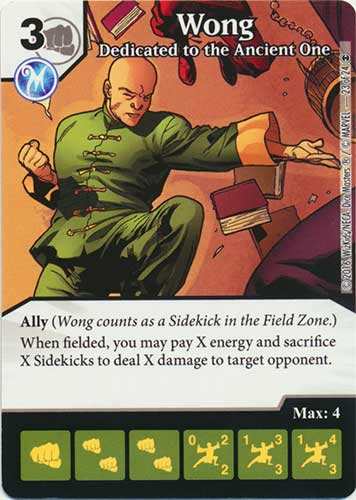 3
Wong
Dedicated to the Ancient One
Ally (Wong counts as a Sidekick in the Field Zone.)
When fielded, you may pay X energy and sacrifice
X Sidekicks to deal X damage to target opponent.
Max: 4
0 2 2
1 3 3
1 4 3